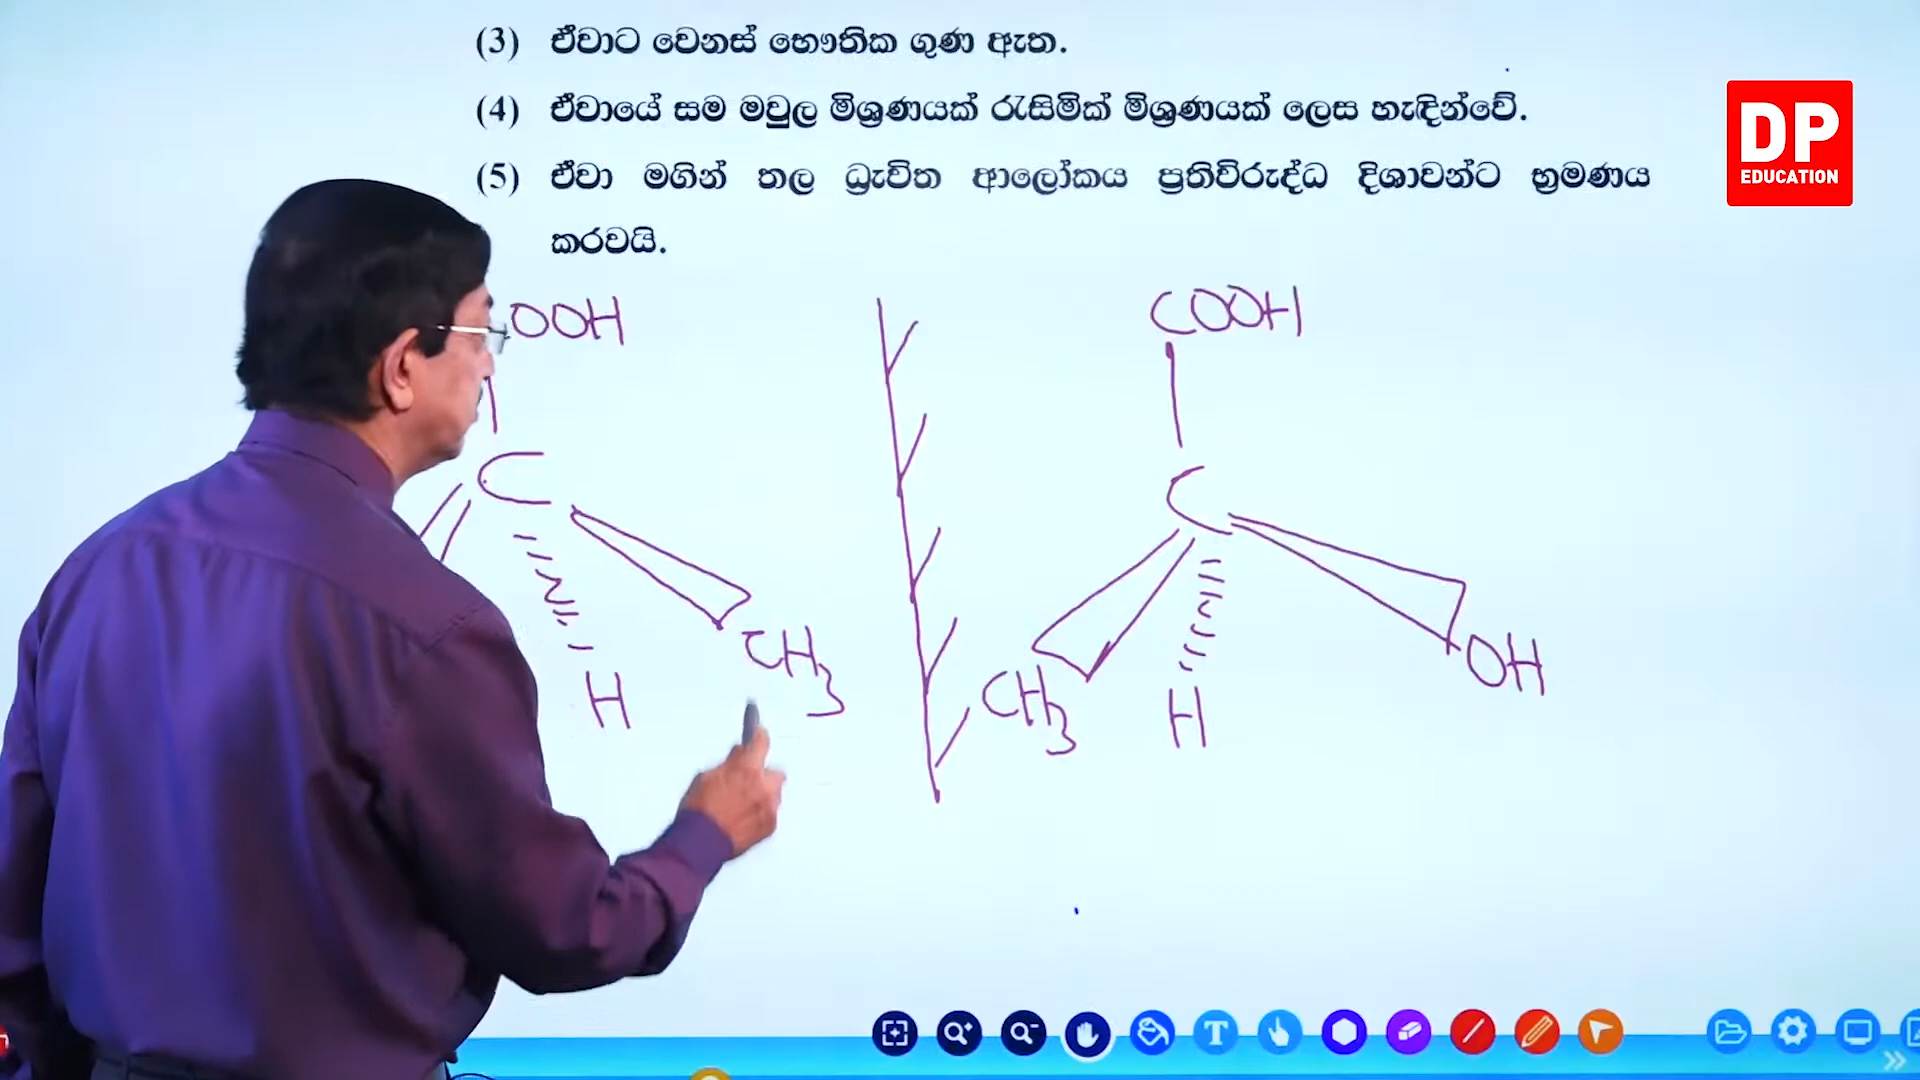 (3) ඒවාට වෙනස් භෞතික ගුණ ඇත.
(4) ඒවායේ සම මවුල මිශ්‍රණයක් රැසිමික් මිශ්‍රණයක් ලෙස හැඳින්වේ.
(5) ඒවා මගින් තල ධ්‍රැවිත ආලෝකය ප්‍රතිවිරුද්ධ දිශාවන්ට භ්‍රමණය
කරවයි.
DP
EDUCATION
OOH
COOH
C
C
CH3
H
CH3
H
OH
T